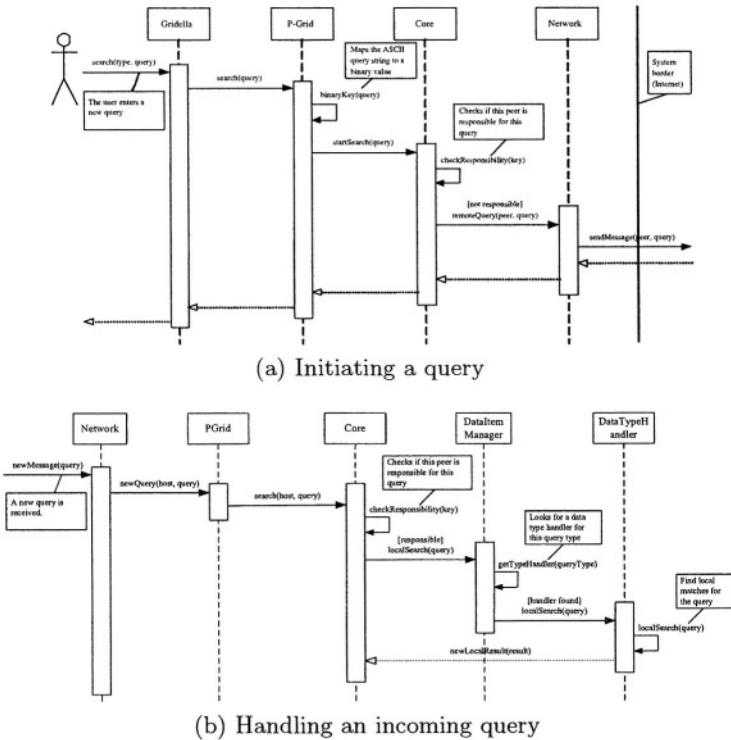 Gridella
P-Grid
Core
Network
Maps the ASCII
query string to a
binary value
System
border
(Internet)
search(type, query)
search(query)
The user enters a
new query
binaryKey(query)
Checks if this peer is
responsible for this
query
startSearch(query)
checkResponsibility(key)
[not responsible]
remoteQuery(peer, query)
sendMessage(peer, query)
(a) Initiating a query
Network
PGrid
Core
DataItem
Manager
DataTypeH
andler
newMessage(query)
A new query is
received.
newQuery(host, query)
search(host, query)
Checks if this peer is
responsible for this
query
checkResponsibility(key)
Looks for a data
type handler for
this query type
[responsible]
localSearch(query)
getTypeHandler(queryType)
Find local
matches for
the query
[handler found]
localSearch(query)
localSearch(query)
newLocalResult(result)
(b) Handling an incoming query